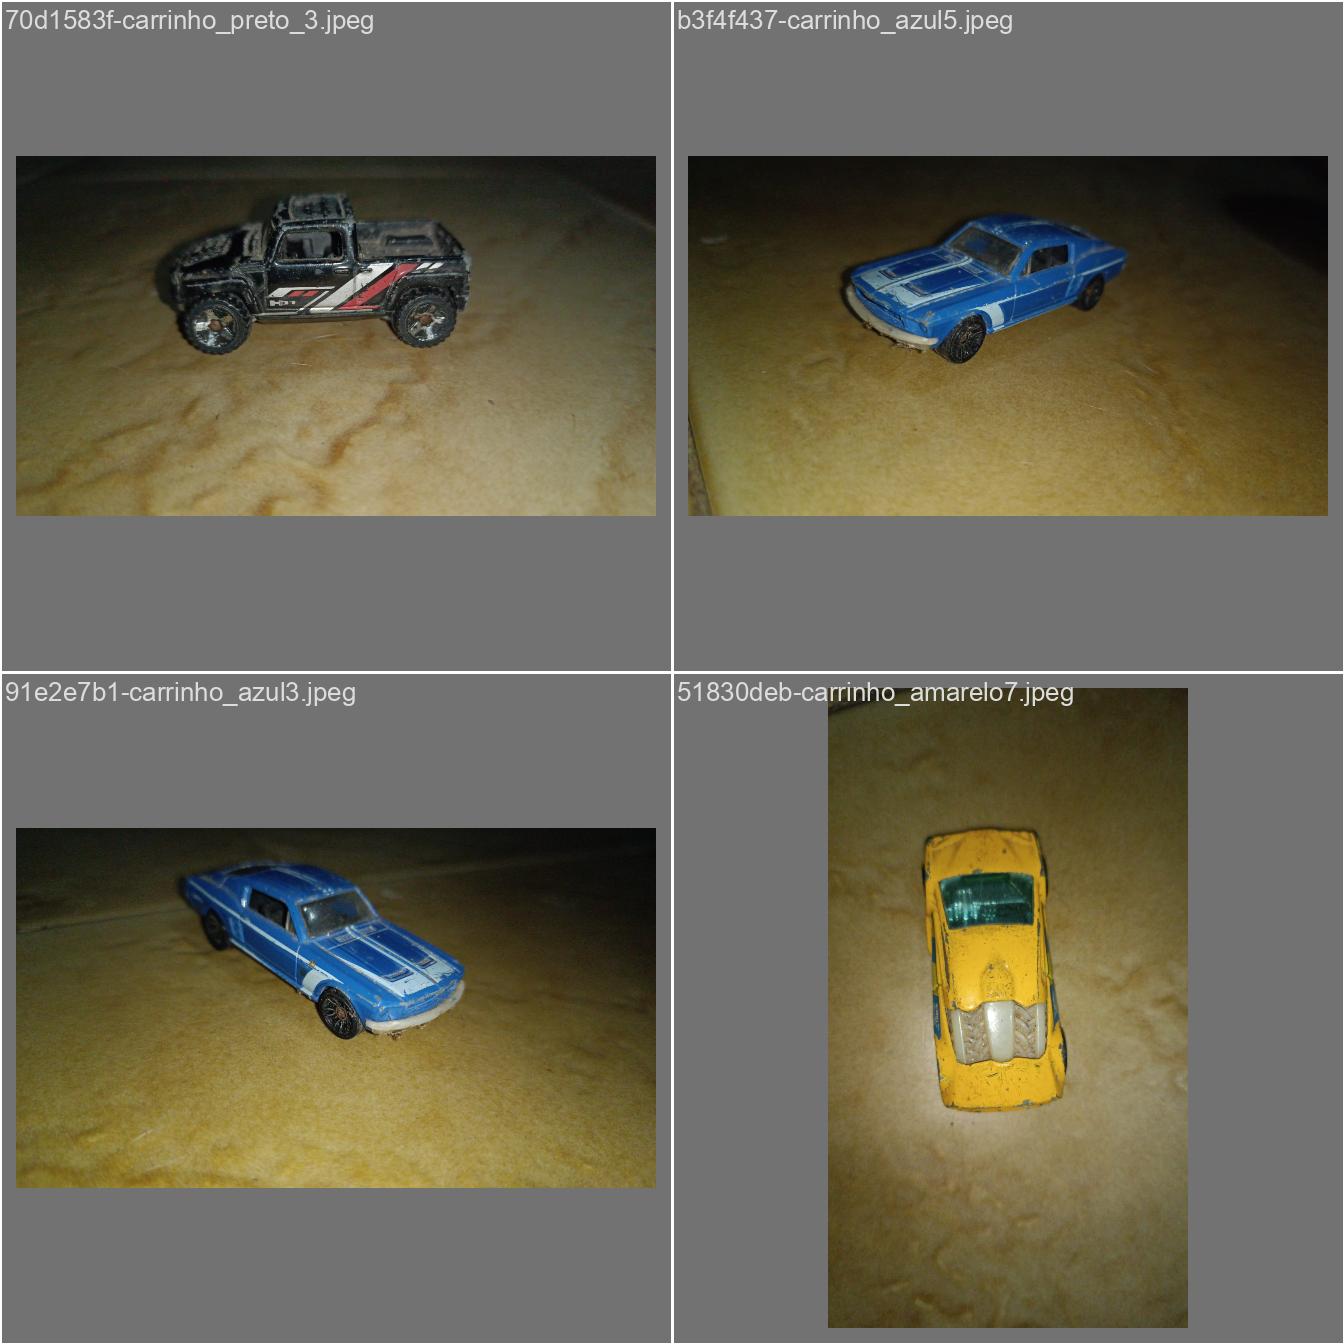 70d1583f-carrinho_preto_3.jpeg
b3f4f437-carrinho_azul5.jpeg
91e2e7b1-carrinho_azul3.jpeg
51830deb-carrinho_amarelo7.jpeg